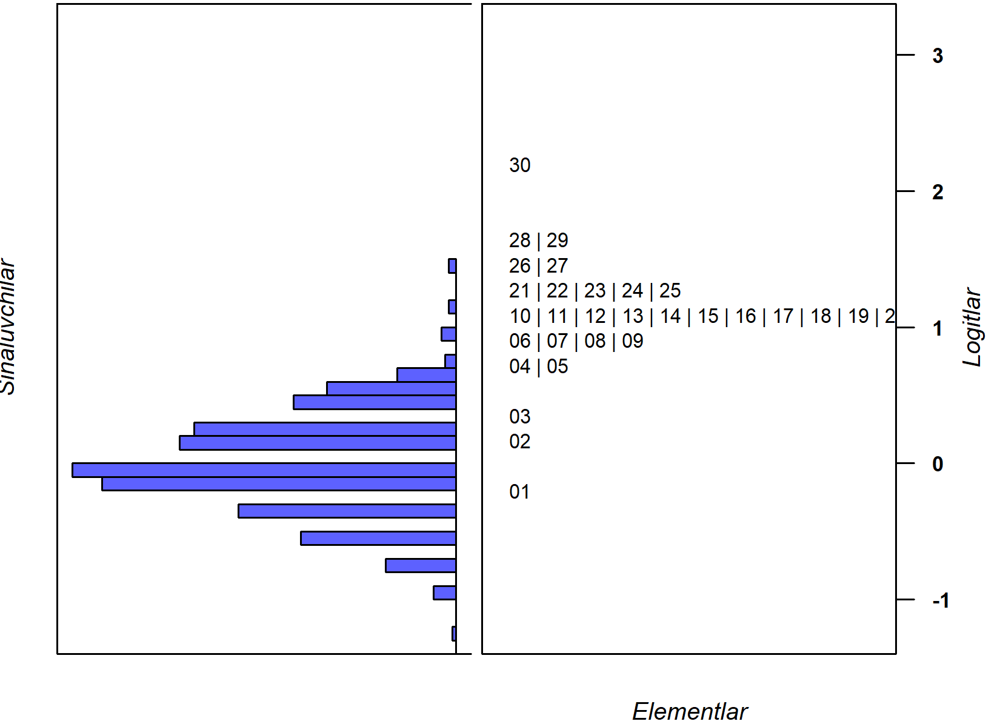 Sinaluvchilar
30
28 | 29
26 | 27
21 | 22 | 23 | 24 | 25
10 | 11 | 12 | 13 | 14 | 15 | 16 | 17 | 18 | 19 | 2
06 | 07 | 08 | 09
04 | 05
03
02
01
3
2
1
0
-1
Logitlar
Elementlar